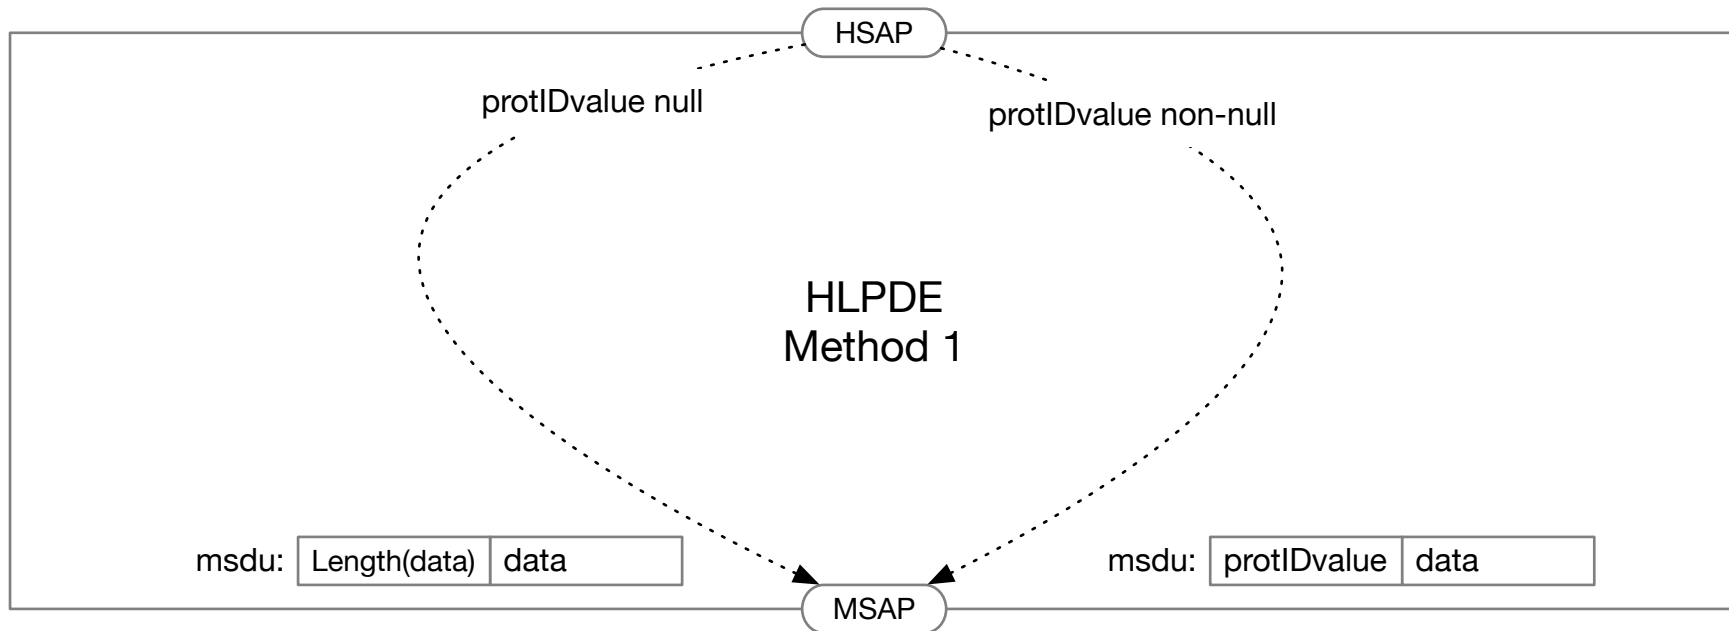 HSAP
protIDvalue null
protIDvalue non-null
HLPDE
Method 1
msdu: Length(data) data
msdu: protIDvalue data
MSAP